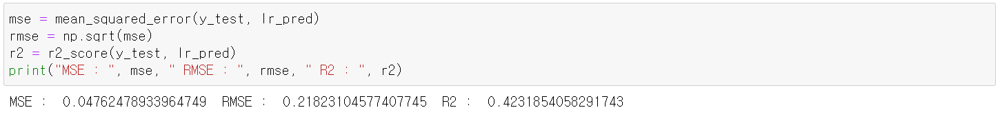 mse = mean_squared_error(y_test, lr_pred)
rmse = np.sqrt(mse)
r2 = r2_score(y_test, lr_pred)
print("MSE : ", mse, " RMSE : ", rmse, " R2 : ", r2)
MSE :  0.04762478933964749  RMSE :  0.21823104577407745  R2 :  0.4231854058291743